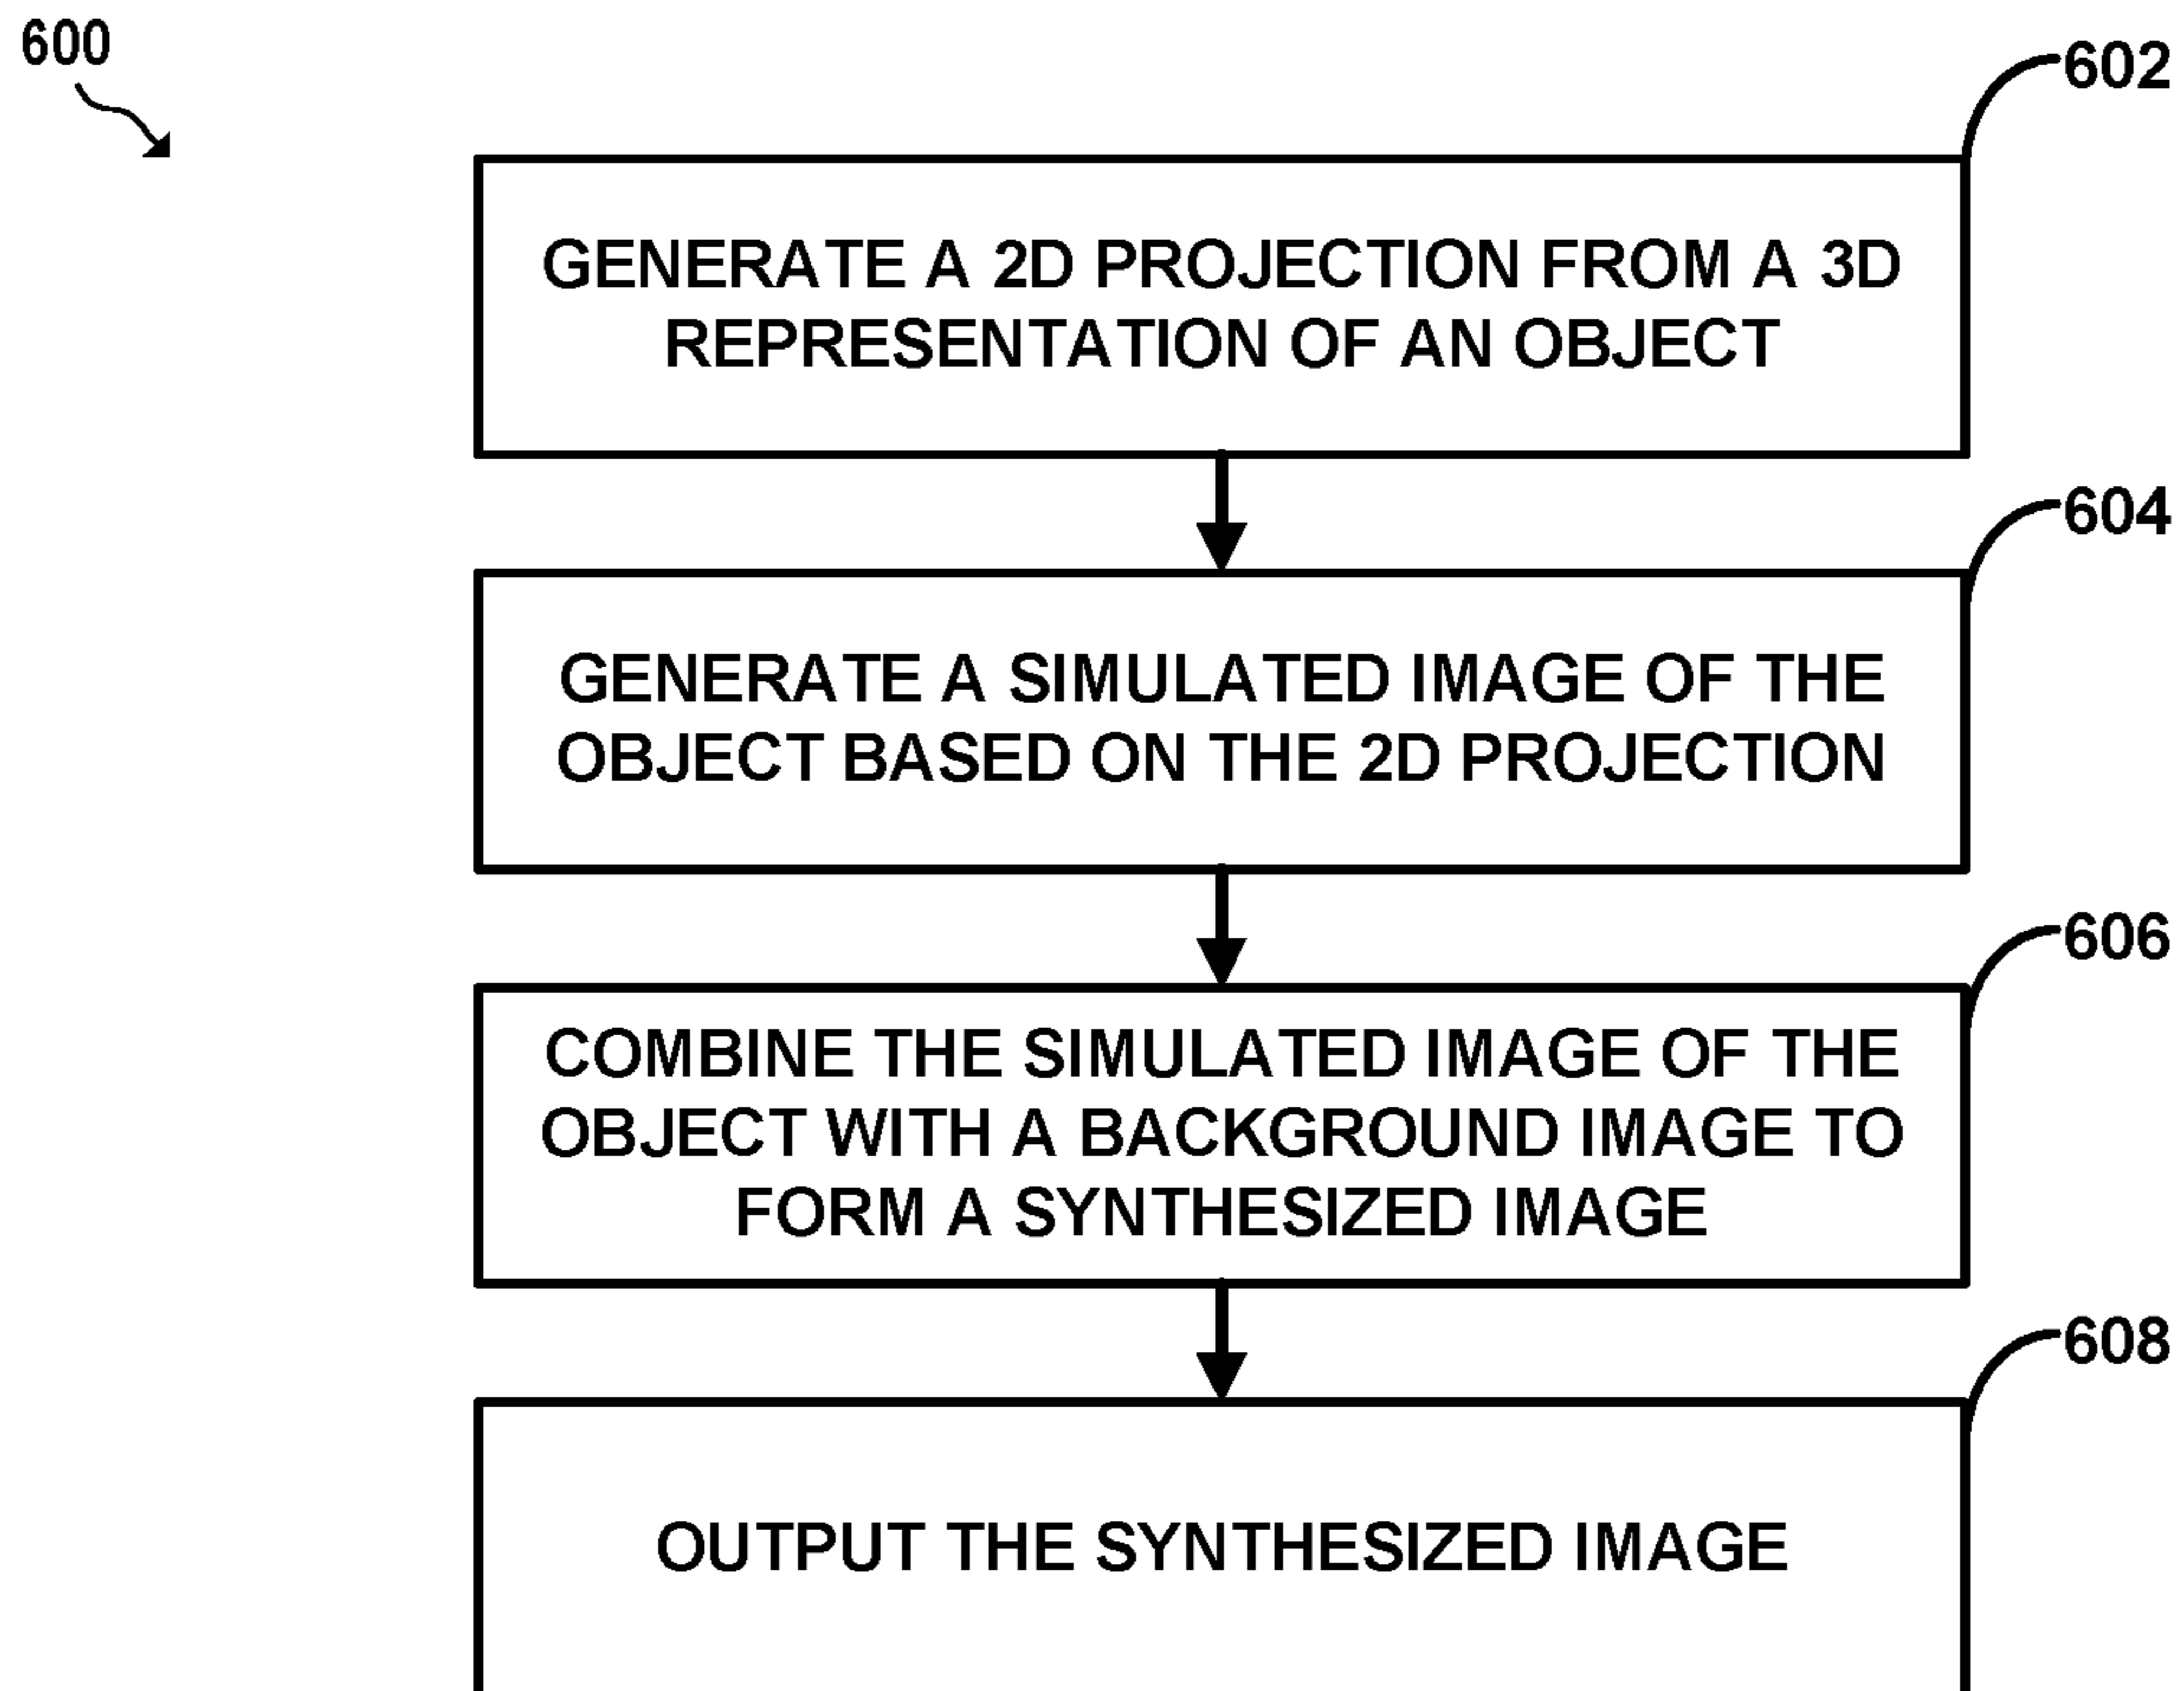 600
602
GENERATE A 2D PROJECTION FROM A 3D
REPRESENTATION OF AN OBJECT
604
GENERATE A SIMULATED IMAGE OF THE
OBJECT BASED ON THE 2D PROJECTION
606
COMBINE THE SIMULATED IMAGE OF THE
OBJECT WITH A BACKGROUND IMAGE TO
FORM A SYNTHESIZED IMAGE
608
OUTPUT THE SYNTHESIZED IMAGE